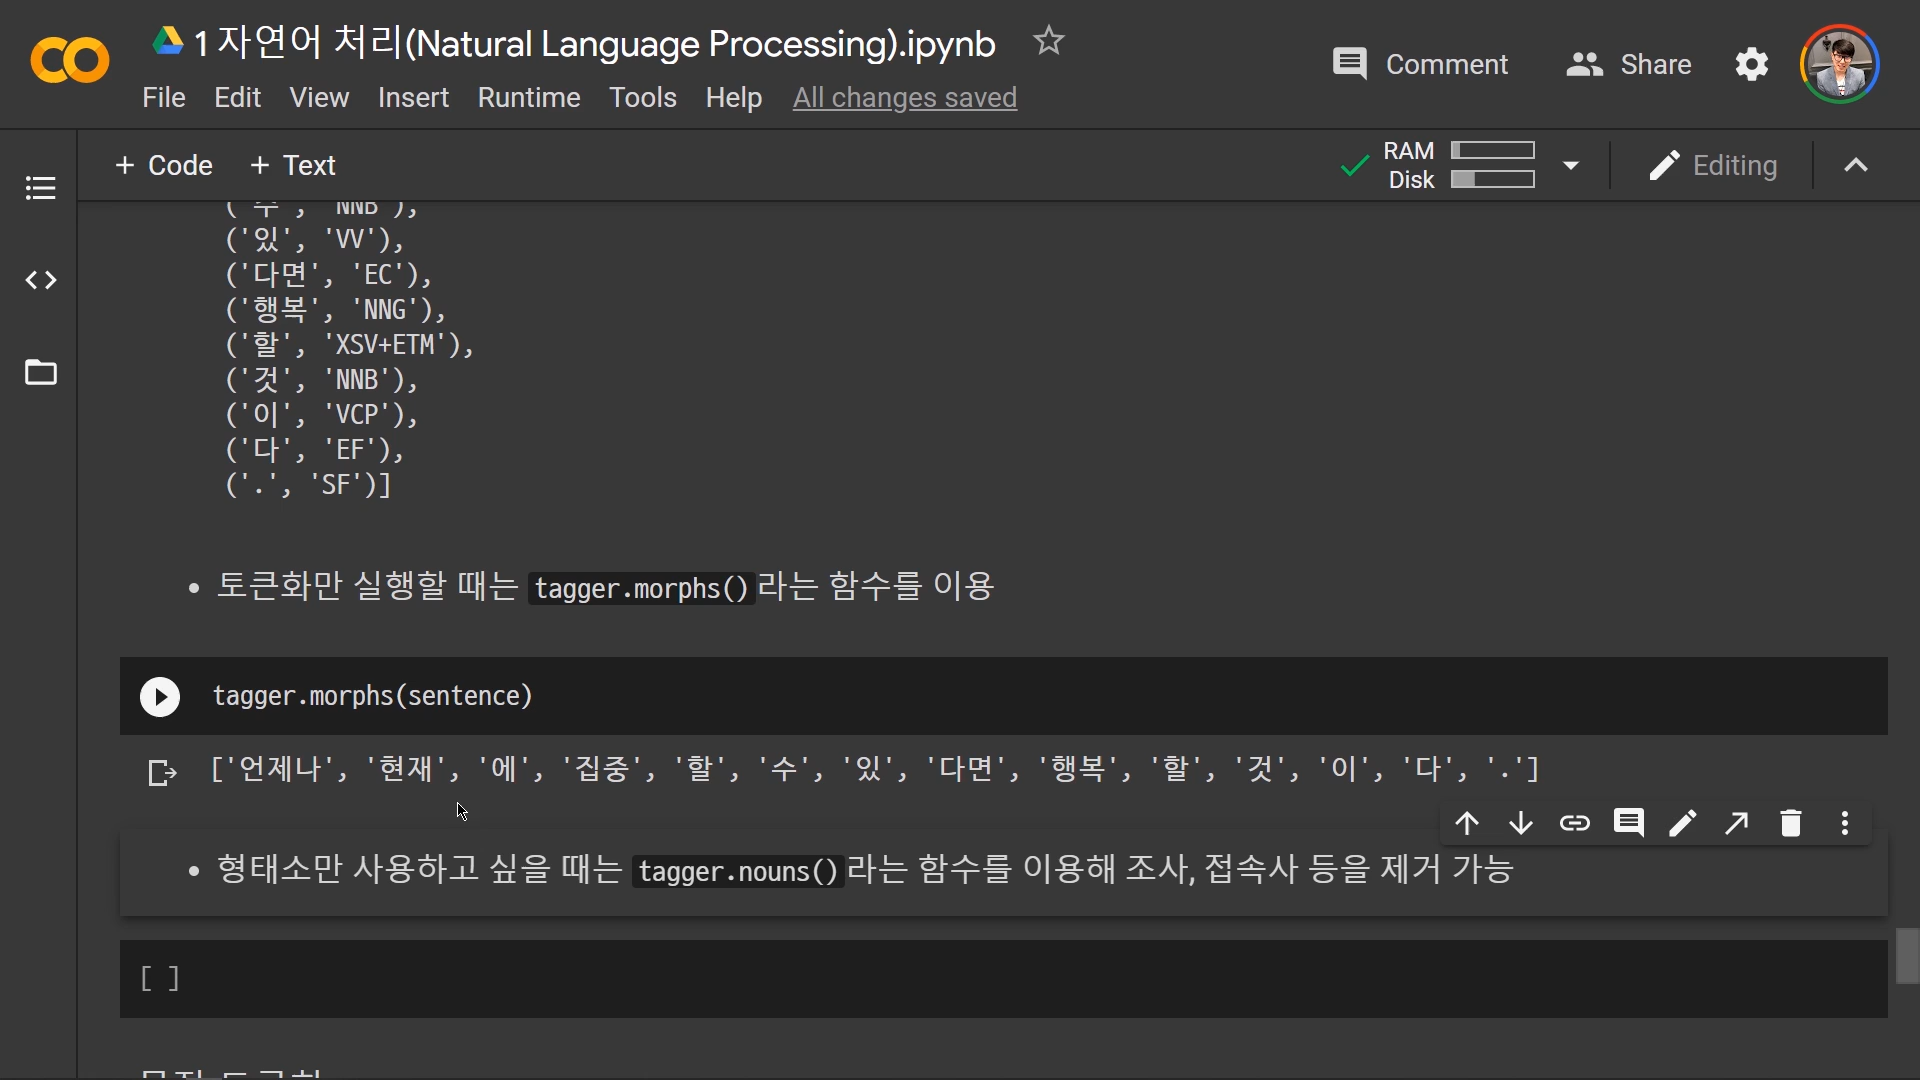 1 자연어 처리(Natural Language Processing).ipynb
Comment
Share
File Edit View Insert Runtime Tools Help All changes saved
+ Code + Text
RAM
Disk
Editing
('수', 'NNB'),
('있', 'VV'),
('다면', 'EC'),
('행복', 'NNG'),
('할', 'XSV+ETM'),
('것', 'NNB'),
('이', 'VCP'),
('다', 'EF'),
('.', 'SF')]
• 토큰화만 실행할 때는 tagger.morphs()라는 함수를 이용
tagger.morphs(sentence)
['언제나', '현재', '에', '집중', '할', '수', '있', '다면', '행복', '할', '것', '이', '다', '.']
• 형태소만 사용하고 싶을 때는 tagger.nouns()라는 함수를 이용해 조사, 접속사 등을 제거 가능
[ ]